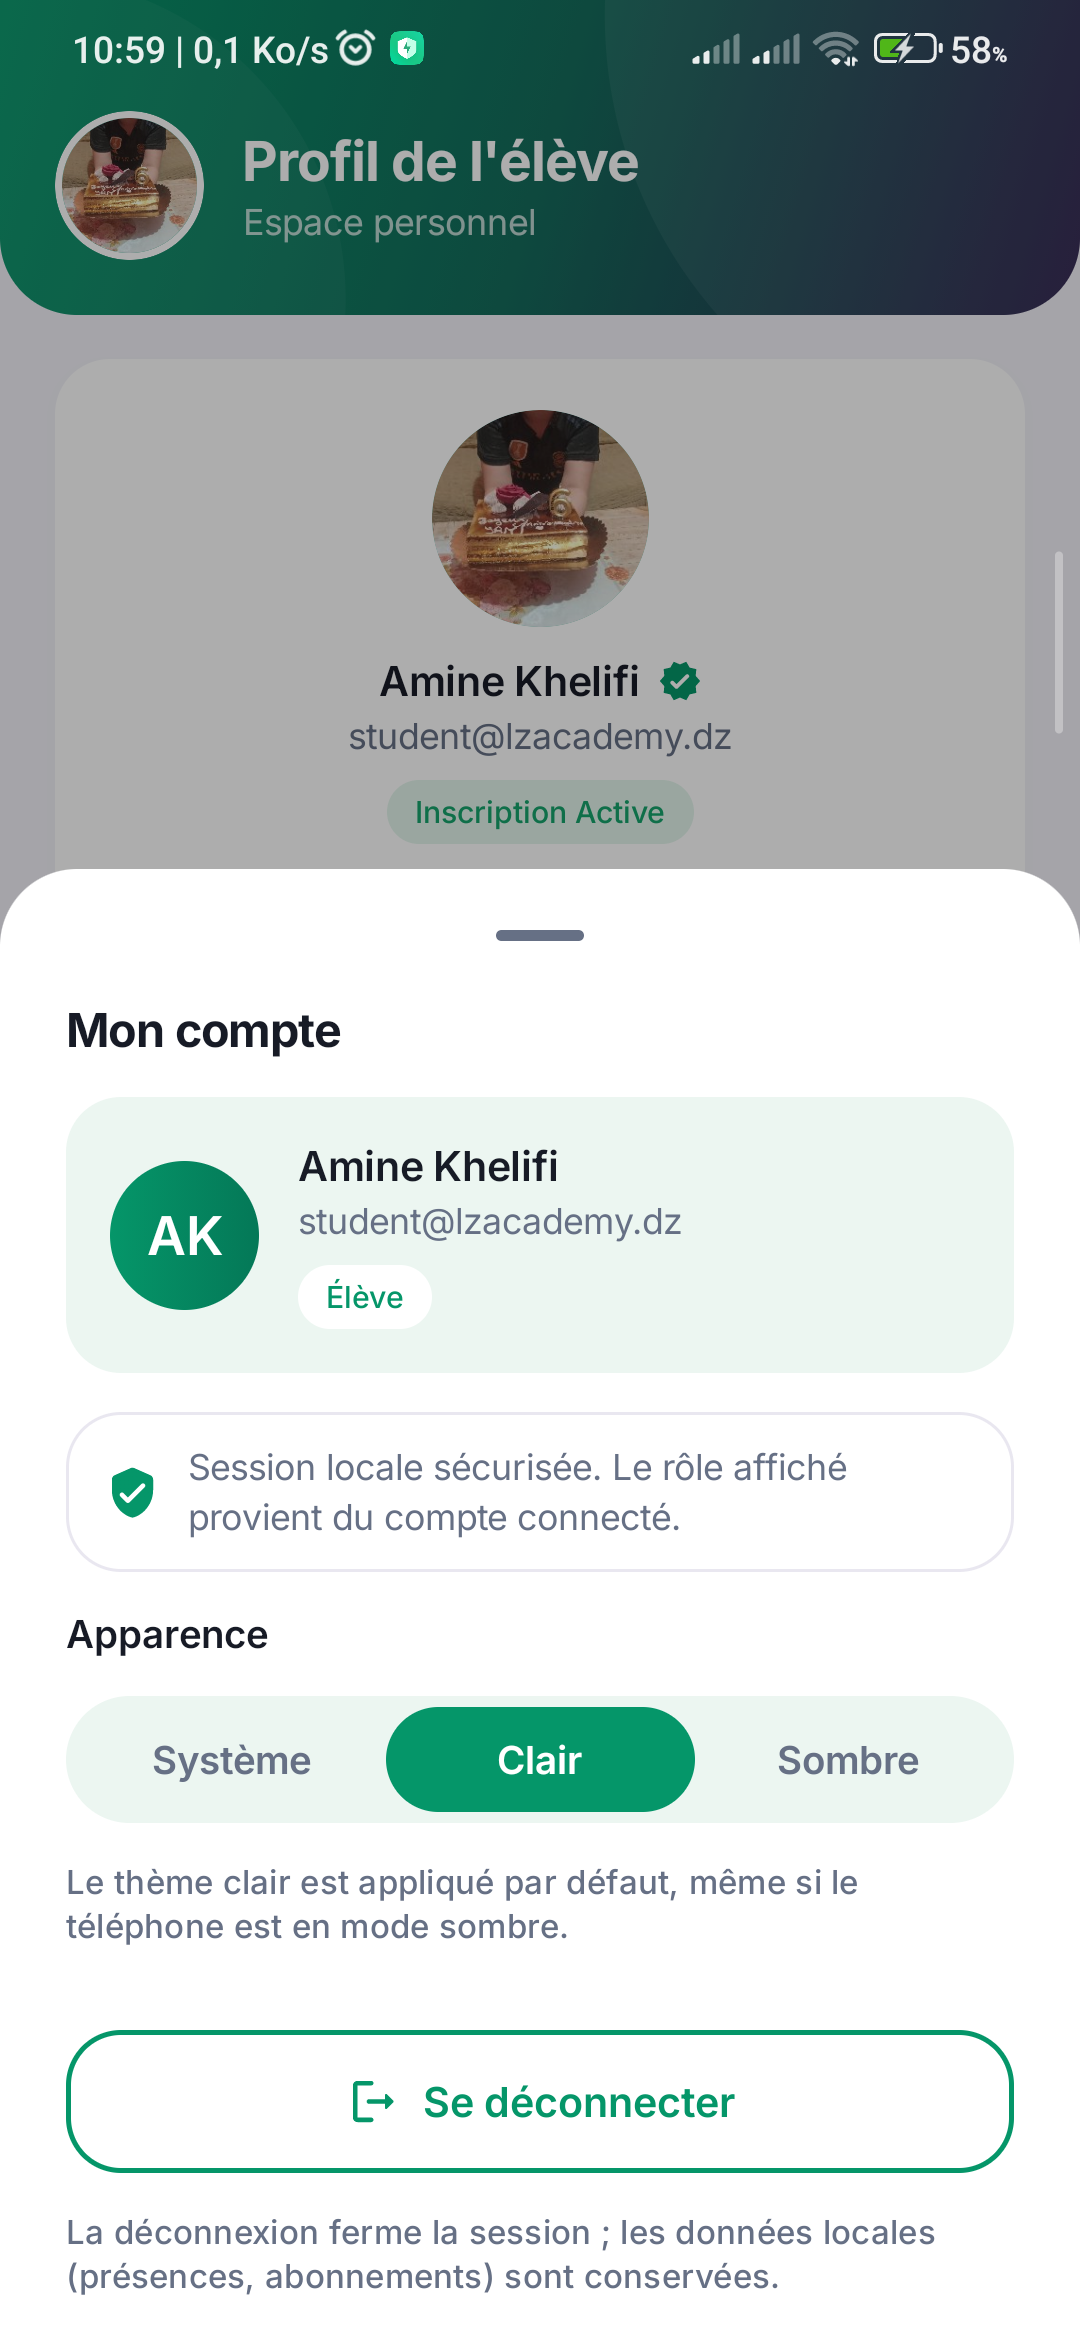 10:59 | 0,1 Ko/s
58%
Profil de l'élève
Espace personnel
Amine Khelifi
student@lzacademy.dz
Inscription Active
Mon compte
AK
Amine Khelifi
student@lzacademy.dz
Élève
Session locale sécurisée. Le rôle affiché
provient du compte connecté.
Apparence
Système
Clair
Sombre
Le thème clair est appliqué par défaut, même si le
téléphone est en mode sombre.
Se déconnecter
La déconnexion ferme la session ; les données locales
(présences, abonnements) sont conservées.